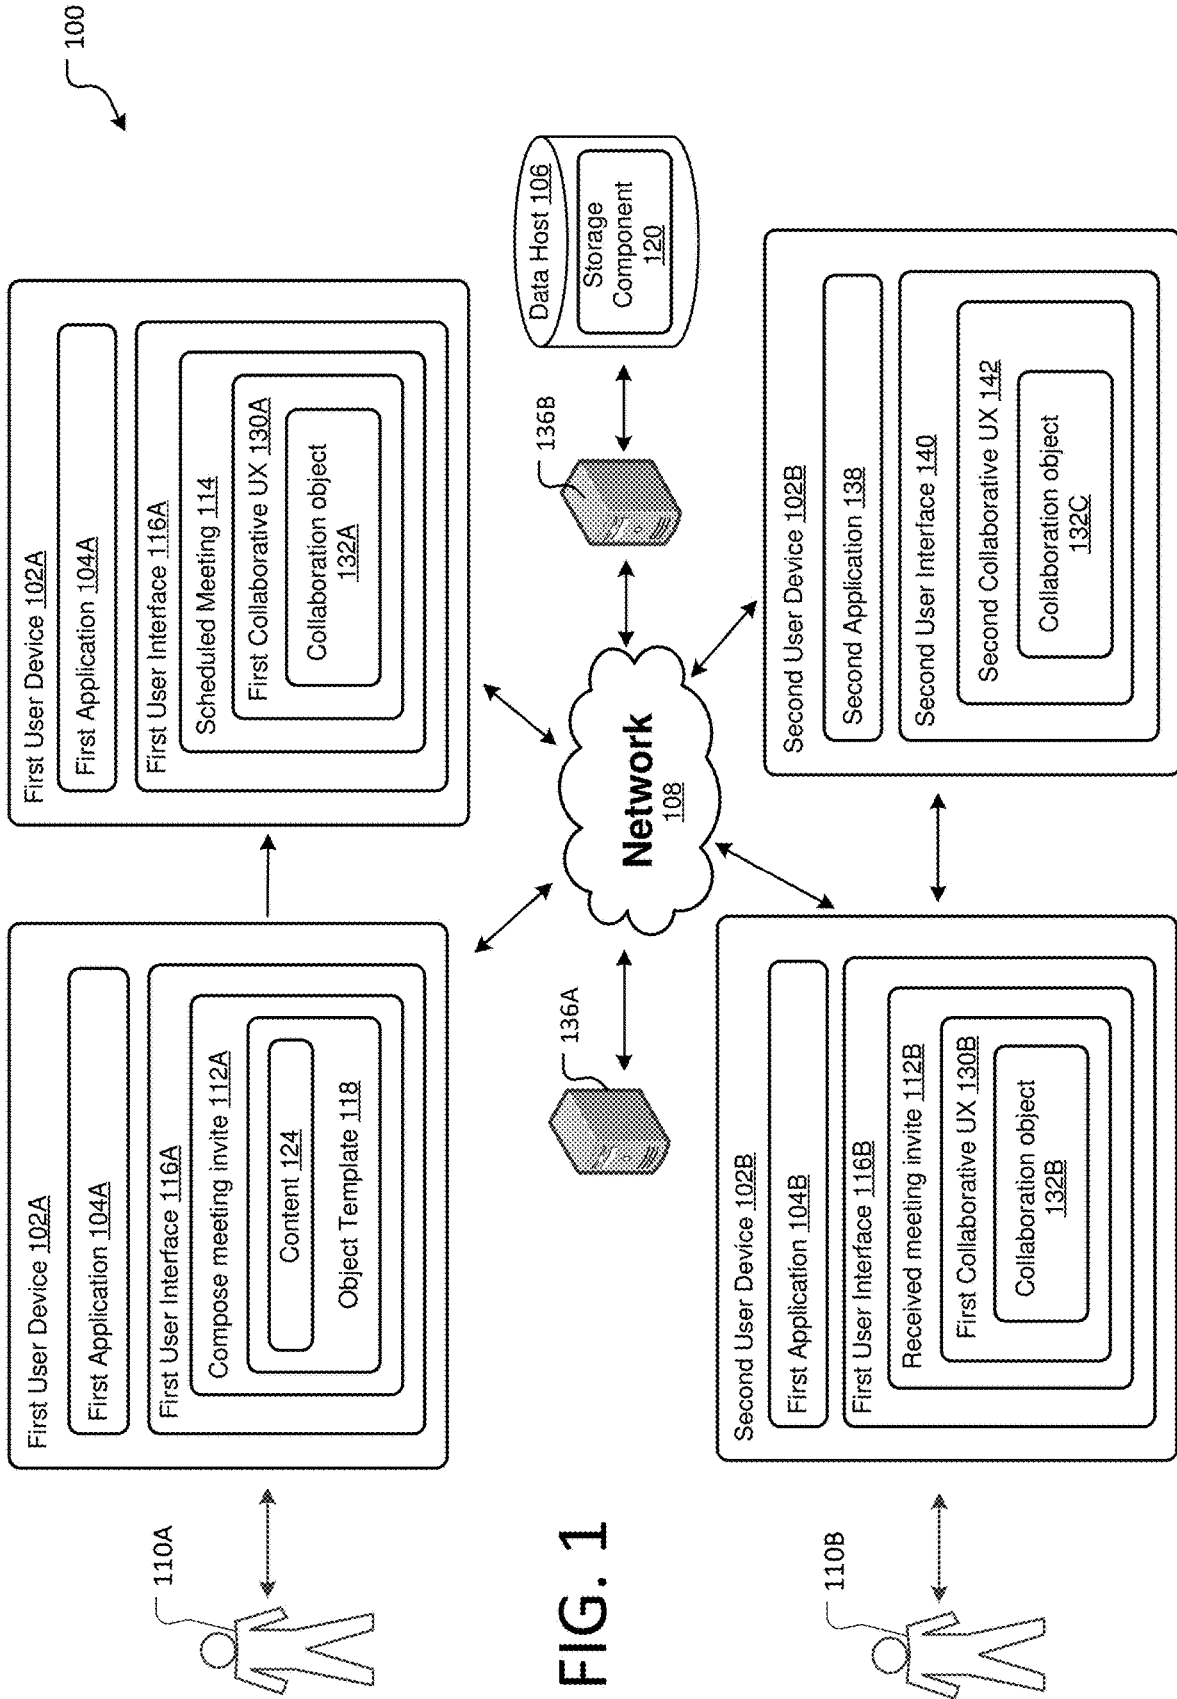 100
110A
First User Device 102A
First Application 104A
First User Interface 116A
Compose meeting invite 112A
Content 124
Object Template 118
First User Device 102A
First Application 104A
First User Interface 116A
Scheduled Meeting 114
First Collaborative UX 130A
Collaboration object
132A
FIG. 1
136A
Network
108
136B
Data Host 106
Storage
Component
120
110B
Second User Device 102B
First Application 104B
First User Interface 116B
Received meeting invite 112B
First Collaborative UX 130B
Collaboration object
132B
Second User Device 102B
Second Application 138
Second User Interface 140
Second Collaborative UX 142
Collaboration object
132C